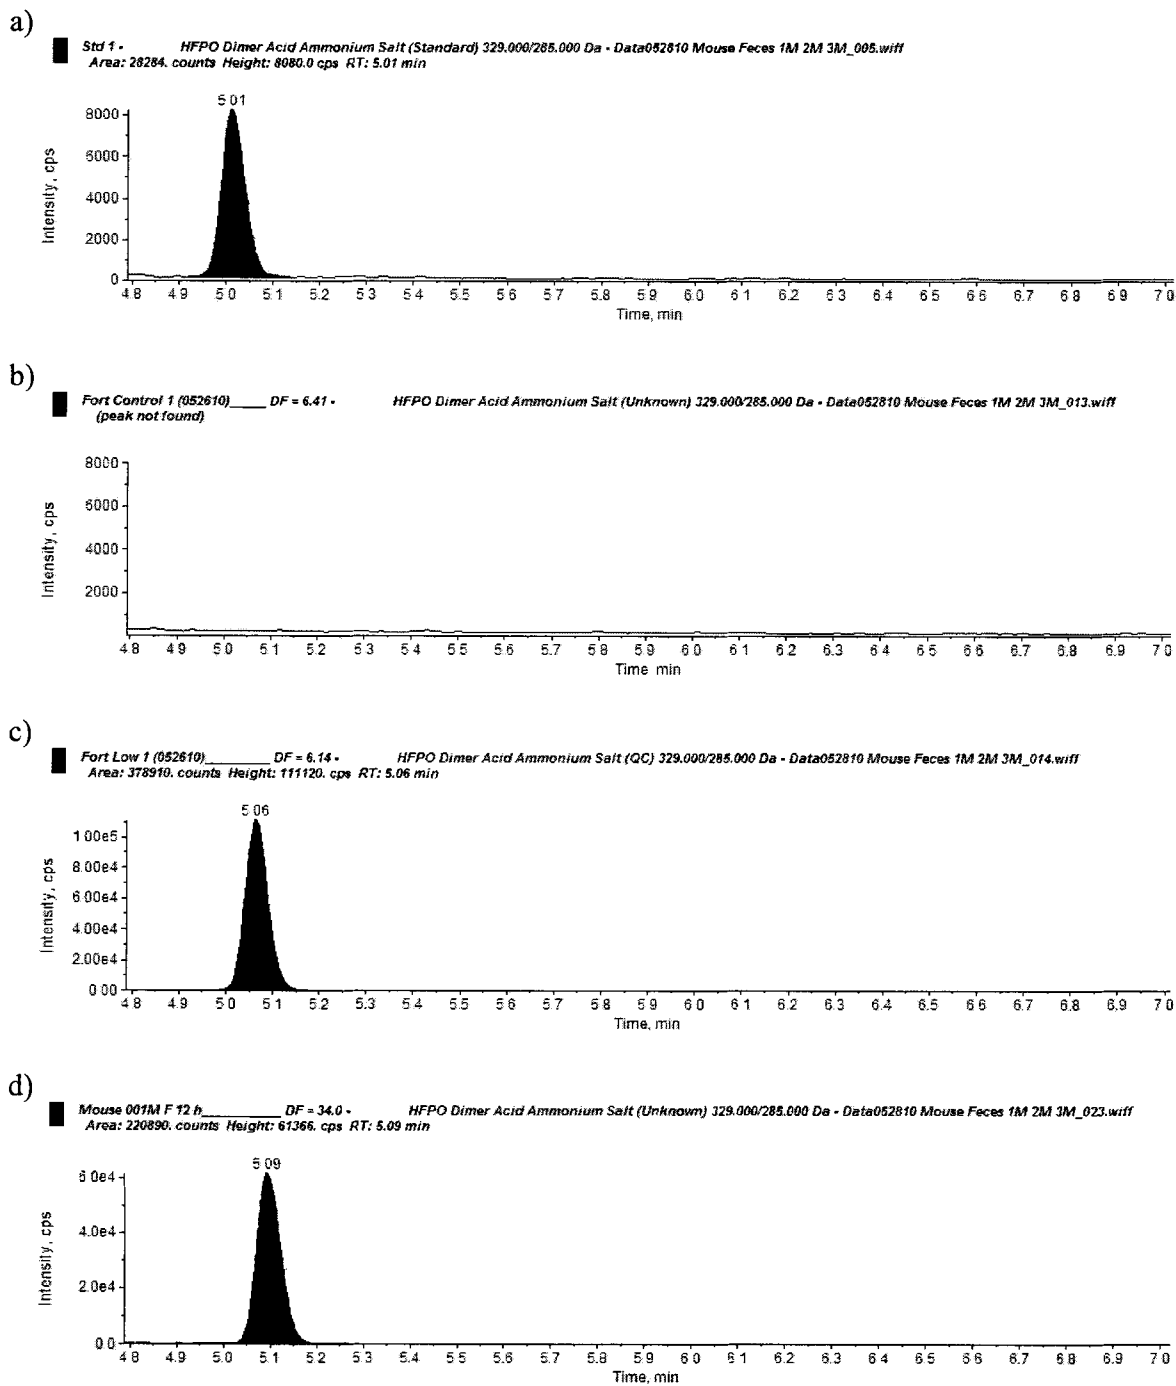 a)
Std 1 - HFPO Dimer Acid Ammonium Salt (Standard) 329.000/285.000 Da - Data052810 Mouse Feces 1M 2M 3M_005.wiff
Area: 28284. counts Height: 8080.0 cps RT: 5.01 min
5 01
8000
6000
4000
2000
0
Intensity, cps
4 8 4 9 5 0 5 1 5 2 5 3 5 4 5 5 5 6 5 7 5 8 5 9 6 0 6 1 6 2 6 3 6 4 6 5 6 6 6 7 6 8 6 9 7 0
Time, min
b)
Fort Control 1 (052610)_____ DF = 6.41 - HFPO Dimer Acid Ammonium Salt (Unknown) 329.000/285.000 Da - Data052810 Mouse Feces 1M 2M 3M_013.wiff
(peak not found)
8000
6000
4000
2000
Intensity, cps
4 8 4 9 5 0 5 1 5 2 5 3 5 4 5 5 5 6 5 7 5 8 5 9 6 0 6 1 6 2 6 3 6 4 6 5 6 6 6 7 6 8 6 9 7 0
Time min
c)
Fort Low 1 (052610)________ DF = 6.14 - HFPO Dimer Acid Ammonium Salt (QC) 329.000/285.000 Da - Data052810 Mouse Feces 1M 2M 3M_014.wiff
Area: 378910. counts Height: 111120. cps RT: 5.06 min
5 06
1 00e5
8 00e4
6 00e4
4 00e4
2 00e4
0 00
Intensity, cps
4 8 4 9 5 0 5 1 5 2 5 3 5 4 5 5 5 6 5 7 5 8 5 9 6 0 6 1 6 2 6 3 6 4 6 5 6 6 6 7 6 8 6 9 7 0
Time, min
d)
Mouse 001M F 12 h__________ DF = 34.0 - HFPO Dimer Acid Ammonium Salt (Unknown) 329.000/285.000 Da - Data052810 Mouse Feces 1M 2M 3M_023.wiff
Area: 220890. counts Height: 61366. cps RT: 5.09 min
5 09
6 0e4
4 0e4
2 0e4
0 0
Intensity, cps
4 8 4 9 5 0 5 1 5 2 5 3 5 4 5 5 5 6 5 7 5 8 5 9 6 0 6 1 6 2 6 3 6 4 6 5 6 6 6 7 6 8 6 9 7 0
Time, min